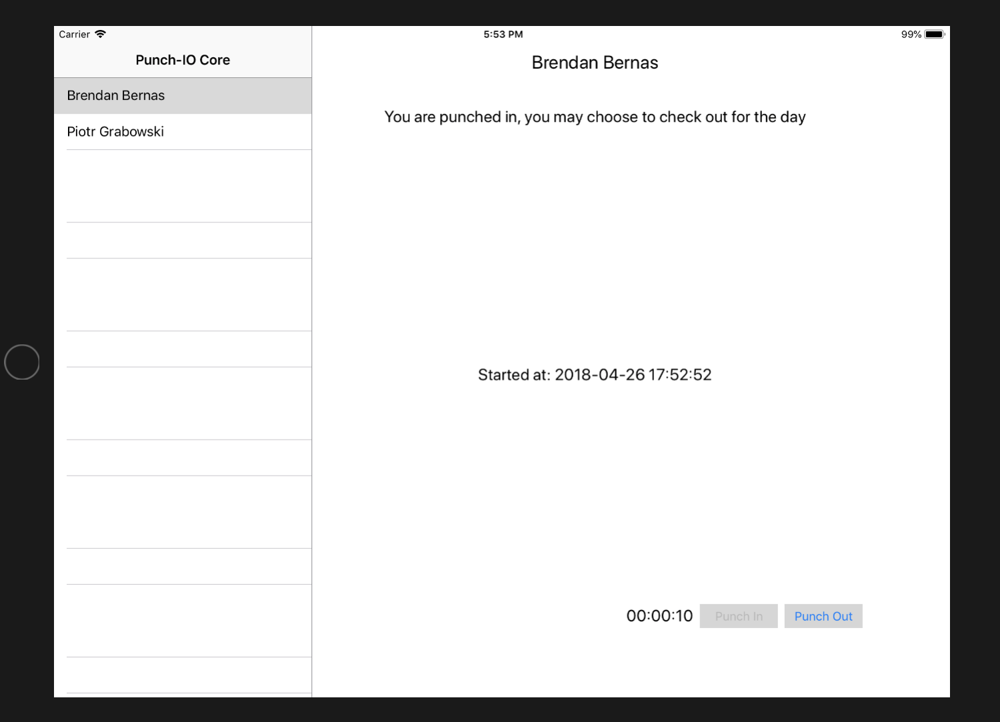 Carrier 5:53 PM 99%
Punch-IO Core
Brendan Bernas
Piotr Grabowski
Brendan Bernas
You are punched in, you may choose to check out for the day
Started at: 2018-04-26 17:52:52
00:00:10 Punch In Punch Out